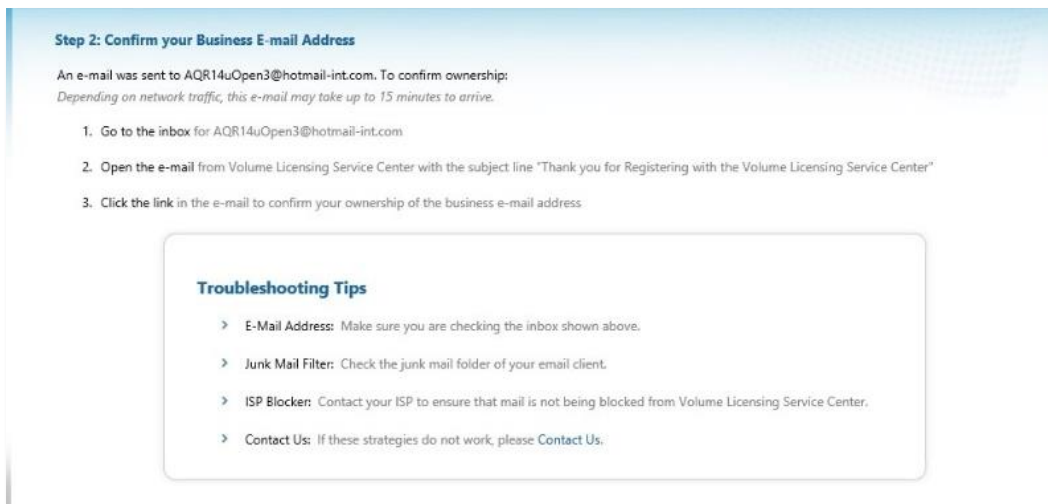 Step 2: Confirm your Business E-mail Address
An e-mail was sent to AQR14uOpen3@hotmail-int.com. To confirm ownership:
Depending on network traffic, this e-mail may take up to 15 minutes to arrive.
1. Go to the inbox for AQR14uOpen3@hotmail-int.com
2. Open the e-mail from Volume Licensing Service Center with the subject line "Thank you for Registering with the Volume Licensing Service Center"
3. Click the link in the e-mail to confirm your ownership of the business e-mail address
Troubleshooting Tips
> E-Mail Address: Make sure you are checking the inbox shown above.
> Junk Mail Filter: Check the junk mail folder of your email client.
> ISP Blocker: Contact your ISP to ensure that mail is not being blocked from Volume Licensing Service Center.
> Contact Us: If these strategies do not work, please Contact Us.